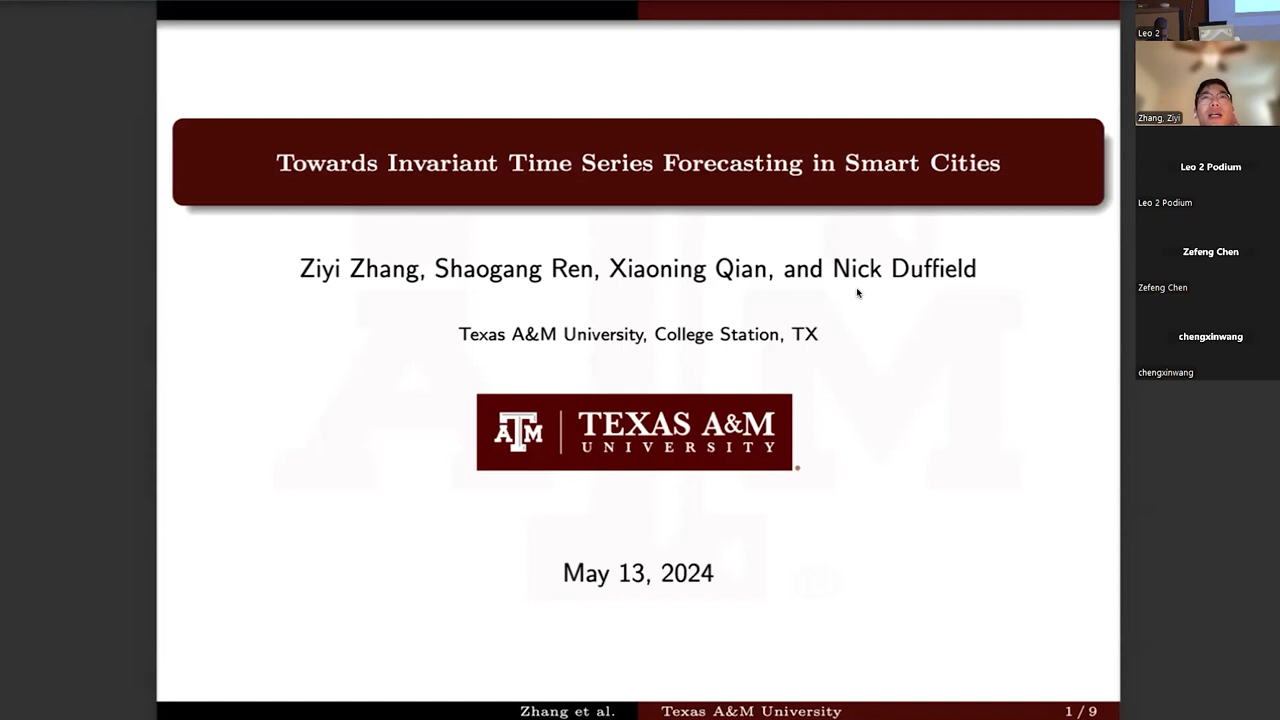 Towards Invariant Time Series Forecasting in Smart Cities
Ziyi Zhang, Shaogang Ren, Xiaoning Qian, and Nick Duffield
Texas A&M University, College Station, TX
ATM
TEXAS A&M
UNIVERSITY
May 13, 2024
Zhang et al.
Texas A&M University
1 / 9
Leo 2
Zhang, Ziyi
Leo 2 Podium
Leo 2 Podium
Zefeng Chen
Zefeng Chen
chengxinwang
chengxinwang